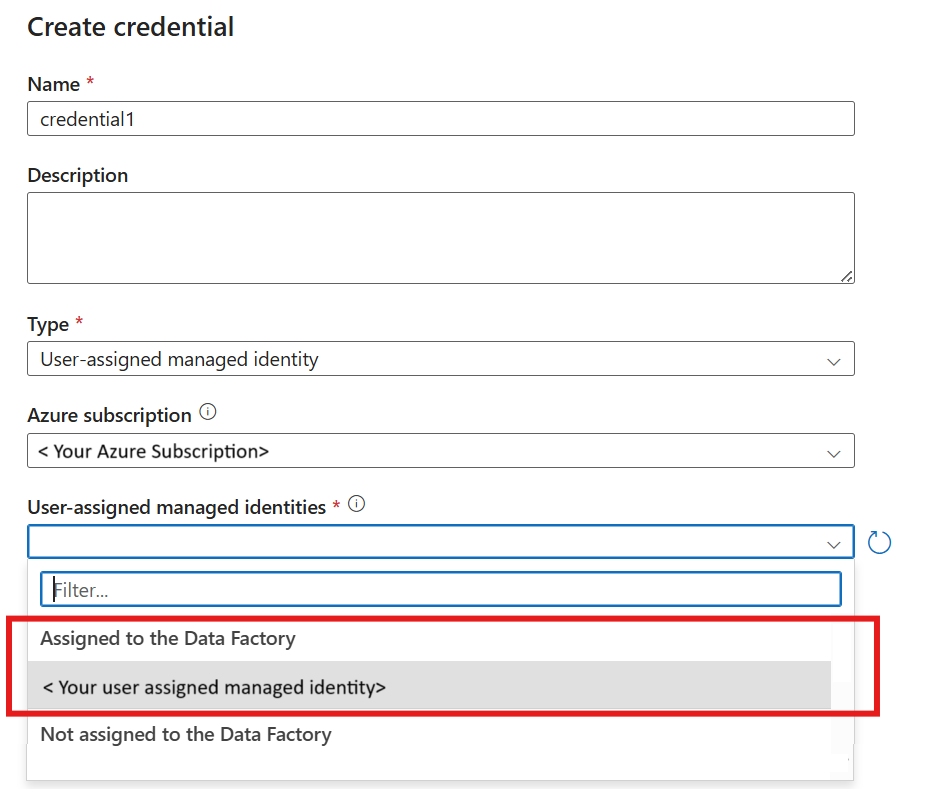 Create credential
Name *
credential1
Description
Type *
User-assigned managed identity
Azure subscription
< Your Azure Subscription>
User-assigned managed identities *
Filter...
Assigned to the Data Factory
< Your user assigned managed identity>
Not assigned to the Data Factory